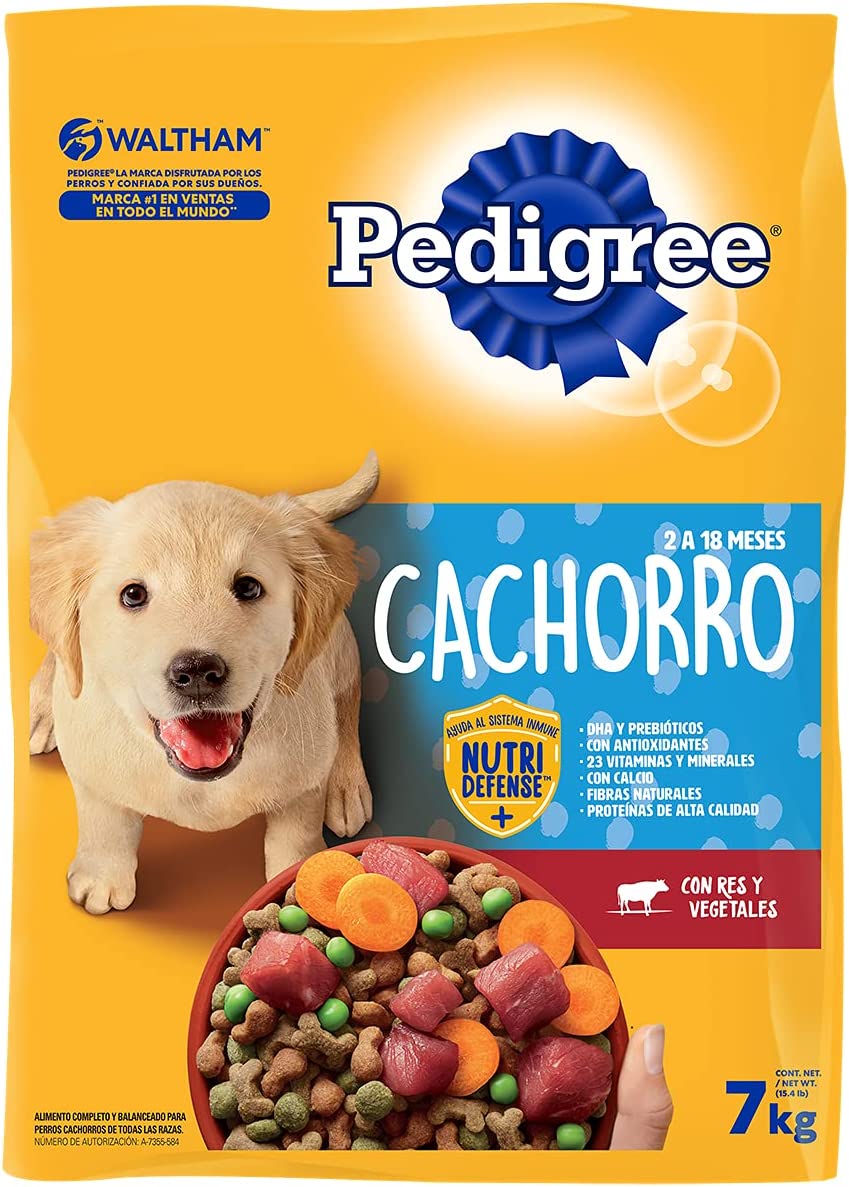 WALTHAM™
PEDIGREE® LA MARCA DISFRUTADA POR LOS
PERROS Y CONFIADA POR SUS DUEÑOS.
MARCA #1 EN VENTAS
EN TODO EL MUNDO**
Pedigree®
2 A 18 MESES
CACHORRO
AYUDA AL SISTEMA INMUNE
NUTRI
DEFENSE™
+
· DHA Y PREBIÓTICOS
· CON ANTIOXIDANTES
· 23 VITAMINAS Y MINERALES
· CON CALCIO
· FIBRAS NATURALES
· PROTEÍNAS DE ALTA CALIDAD
CON RES Y
VEGETALES
ALIMENTO COMPLETO Y BALANCEADO PARA
PERROS CACHORROS DE TODAS LAS RAZAS.
NÚMERO DE AUTORIZACIÓN: A-7355-584
CONT. NET.
/ NET WT.
(15.4 lb)
7kg